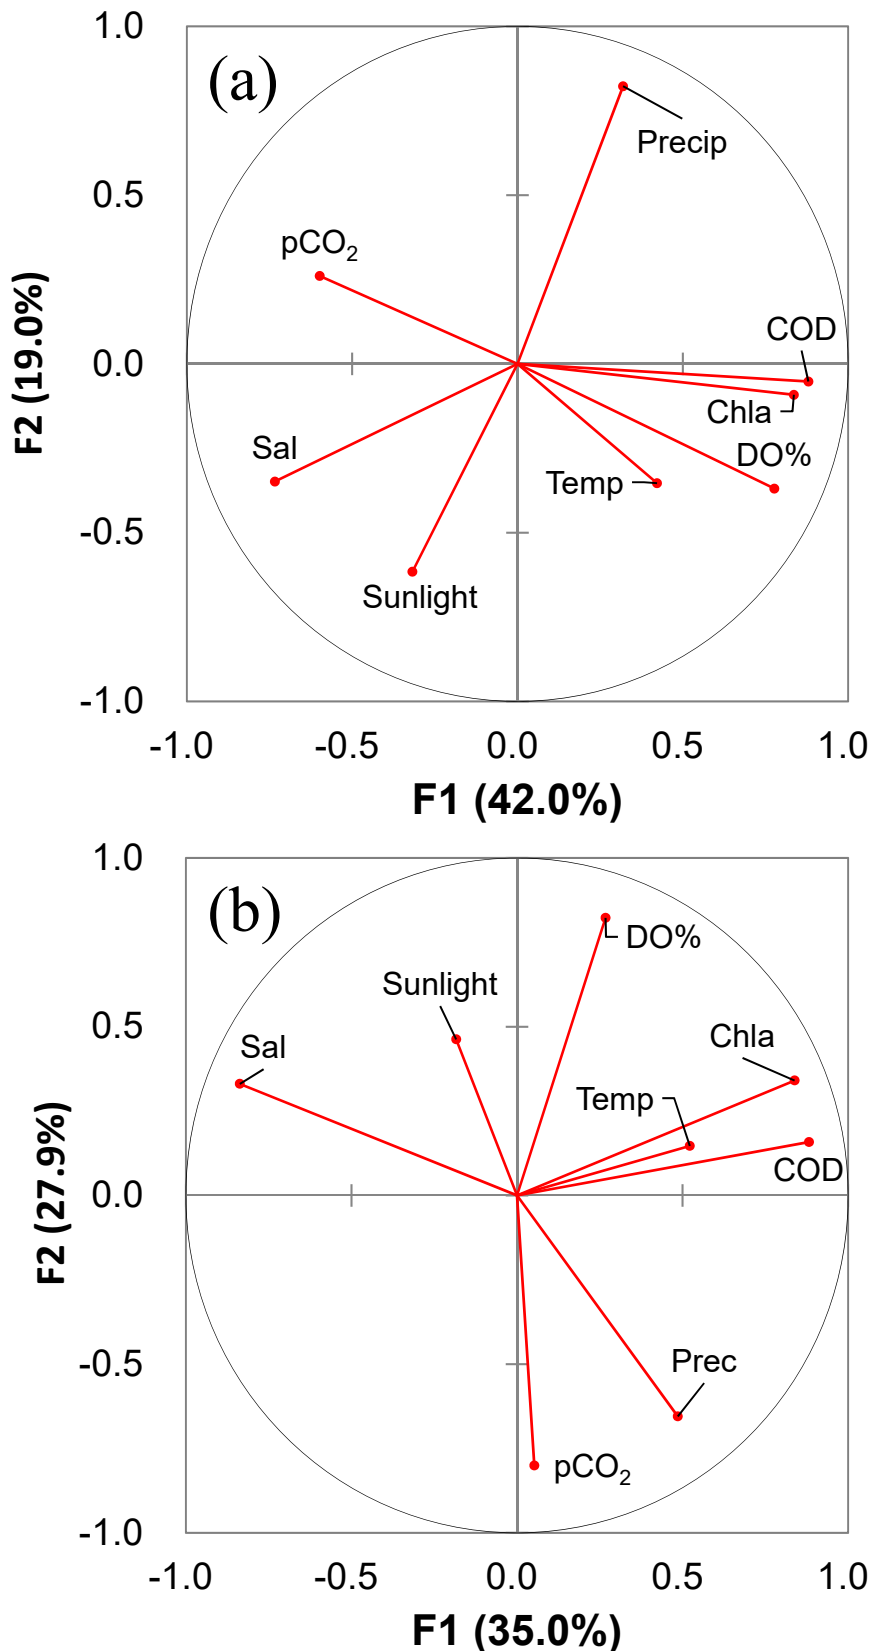 (a)
1.0
0.5
0.0
-0.5
-1.0
F2 (19.0%)
Precip
pCO₂
COD
Chla
DO%
Sal
Temp
Sunlight
-1.0 -0.5 0.0 0.5 1.0
F1 (42.0%)
(b)
1.0
0.5
0.0
-0.5
-1.0
F2 (27.9%)
DO%
Sunlight
Chla
Sal
Temp
COD
Prec
pCO₂
-1.0 -0.5 0.0 0.5 1.0
F1 (35.0%)